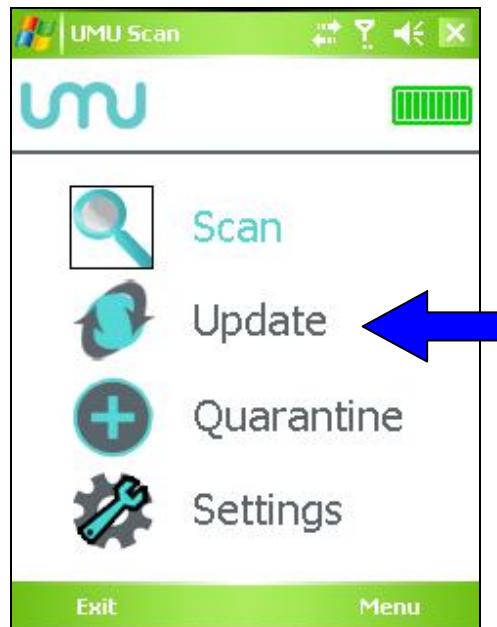 UMU Scan
umu
Scan
Update
Quarantine
Settings
Exit Menu